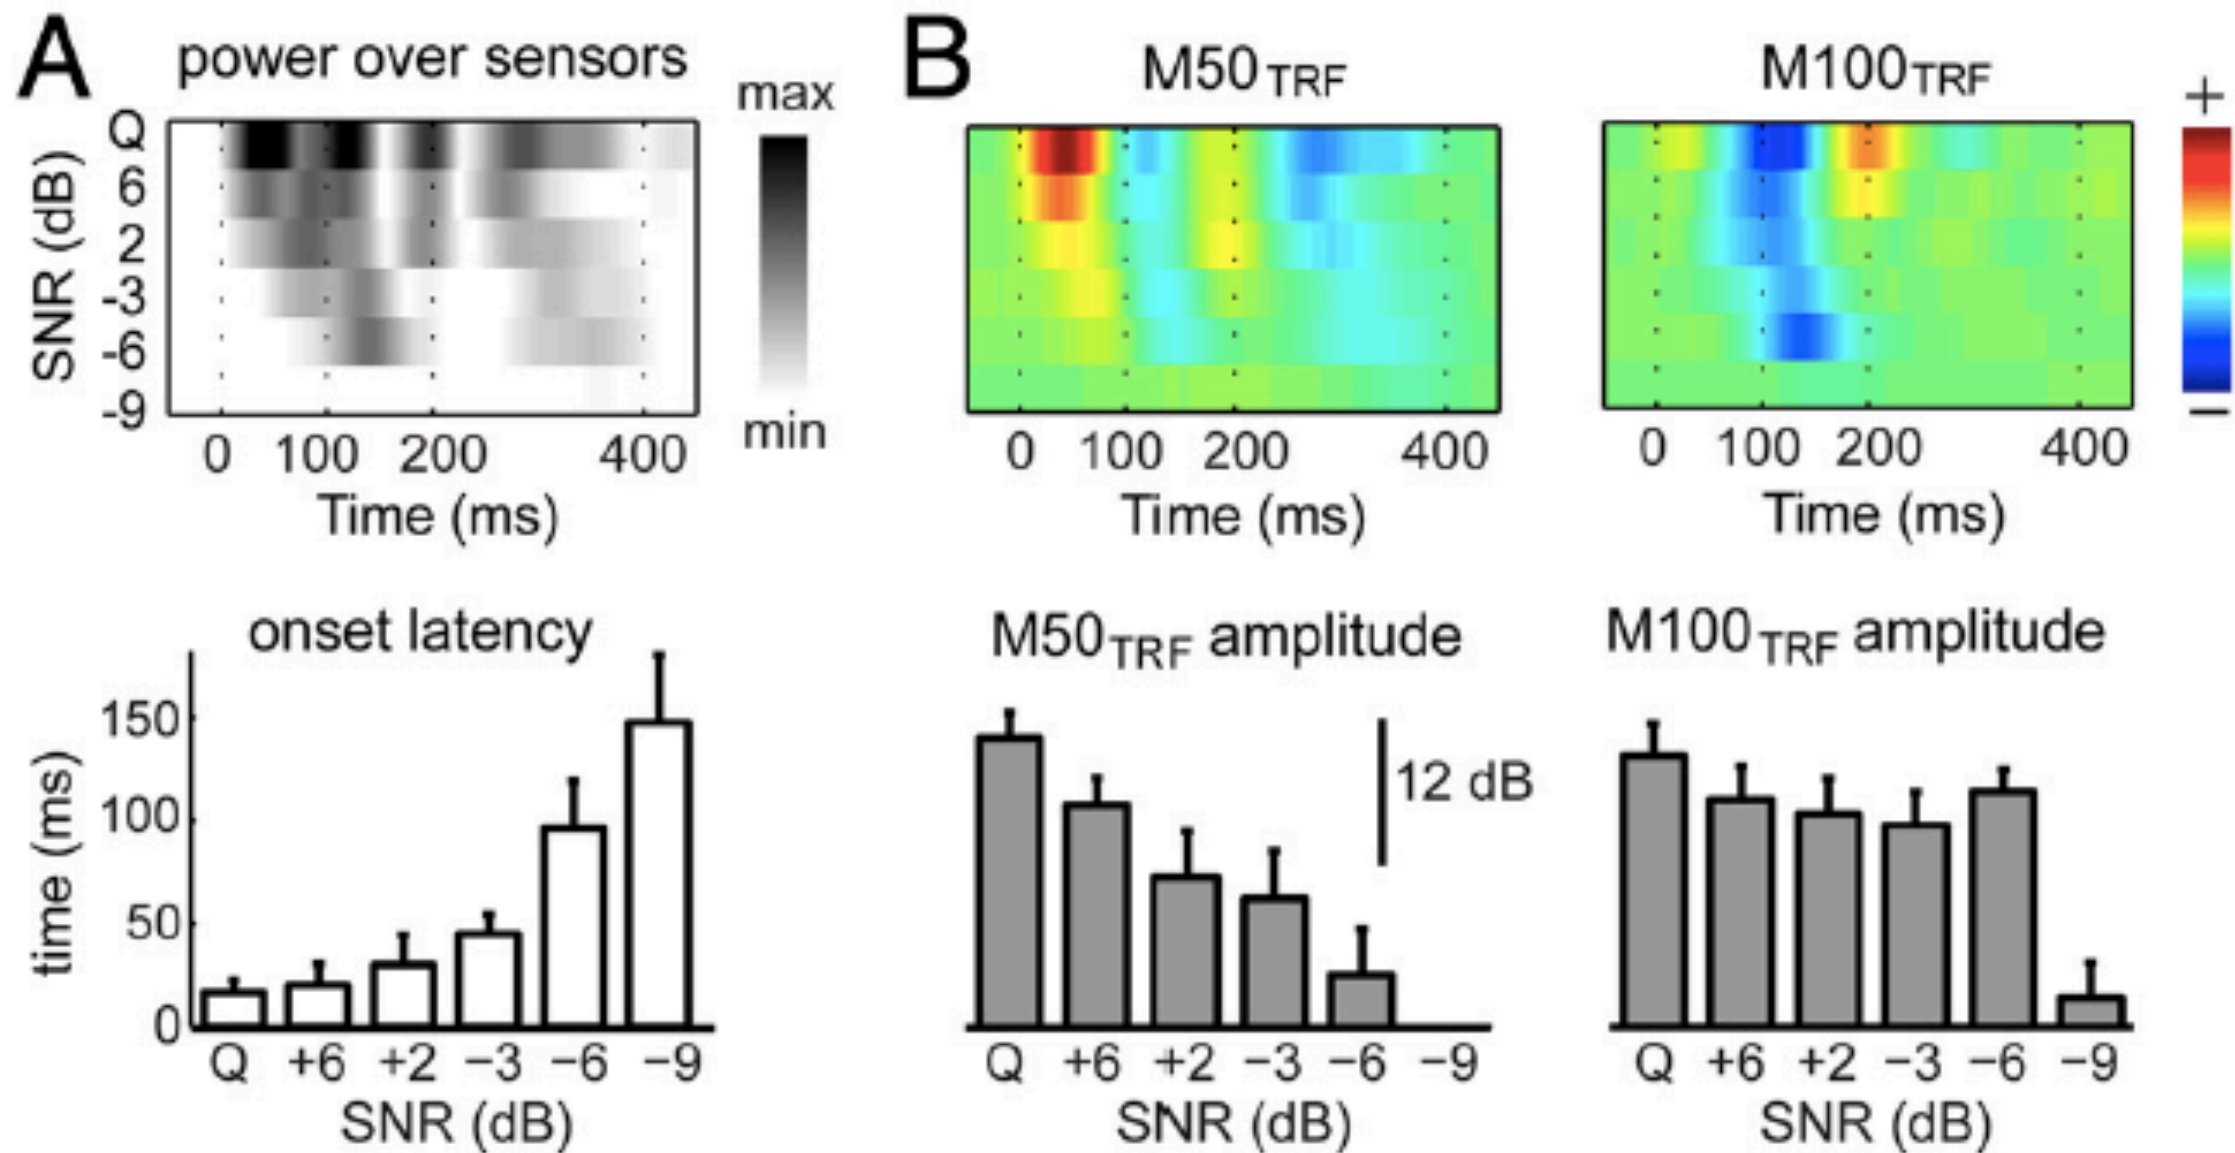 A
power over sensors
max
min
SNR (dB)
Q
6
2
-3
-6
-9
0 100 200 400
Time (ms)
onset latency
time (ms)
150
100
50
0
Q +6 +2 −3 −6 −9
SNR (dB)
B
M50TRF
0 100 200 400
Time (ms)
M100TRF
0 100 200 400
Time (ms)
+
−
M50TRF amplitude
12 dB
Q +6 +2 −3 −6 −9
SNR (dB)
M100TRF amplitude
Q +6 +2 −3 −6 −9
SNR (dB)